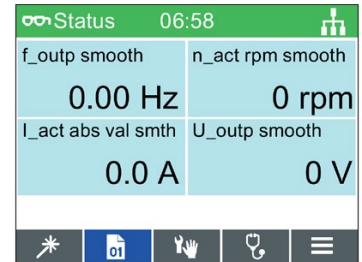 Status 06:58
f_outp smooth n_act rpm smooth
0.00 Hz 0 rpm
I_act abs val smth U_outp smooth
0.0 A 0 V
01